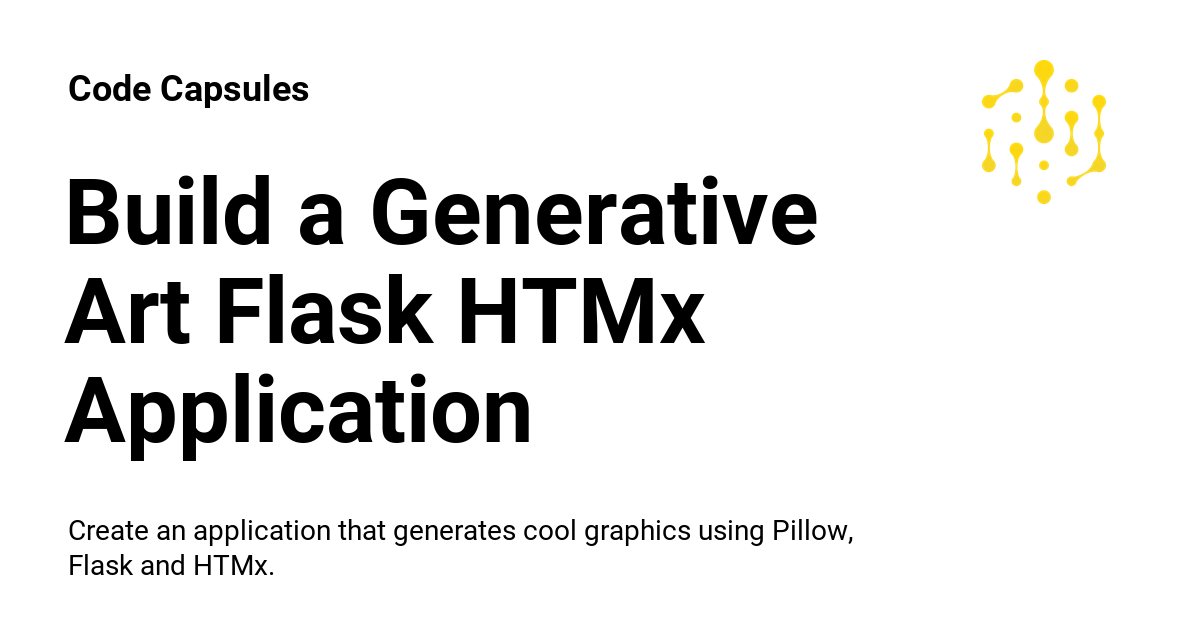 Code Capsules
Build a Generative
Art Flask HTMx
Application
Create an application that generates cool graphics using Pillow,
Flask and HTMx.